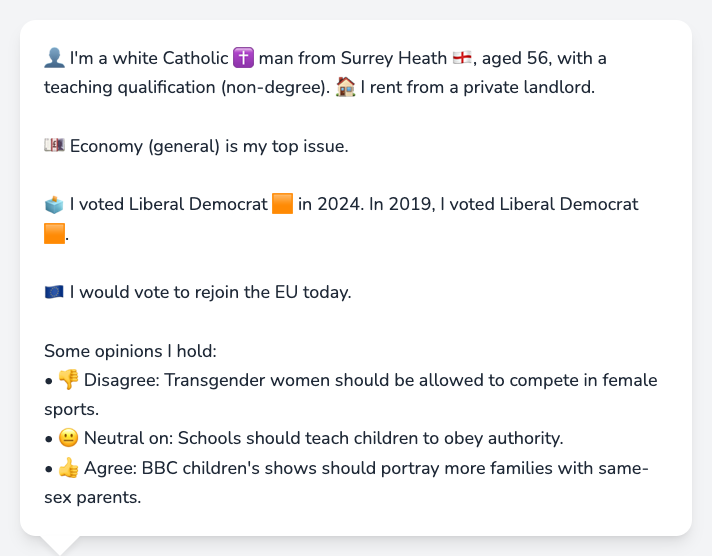 👤 I'm a white Catholic ✝️ man from Surrey Heath 🏴󠁧󠁢󠁥󠁮󠁧󠁿, aged 56, with a
teaching qualification (non-degree). 🏠 I rent from a private landlord.
💷 Economy (general) is my top issue.
🗳️ I voted Liberal Democrat 🟧 in 2024. In 2019, I voted Liberal Democrat
🟧.
🇪🇺 I would vote to rejoin the EU today.
Some opinions I hold:
• 👎 Disagree: Transgender women should be allowed to compete in female
sports.
• 😐 Neutral on: Schools should teach children to obey authority.
• 👍 Agree: BBC children's shows should portray more families with same-
sex parents.